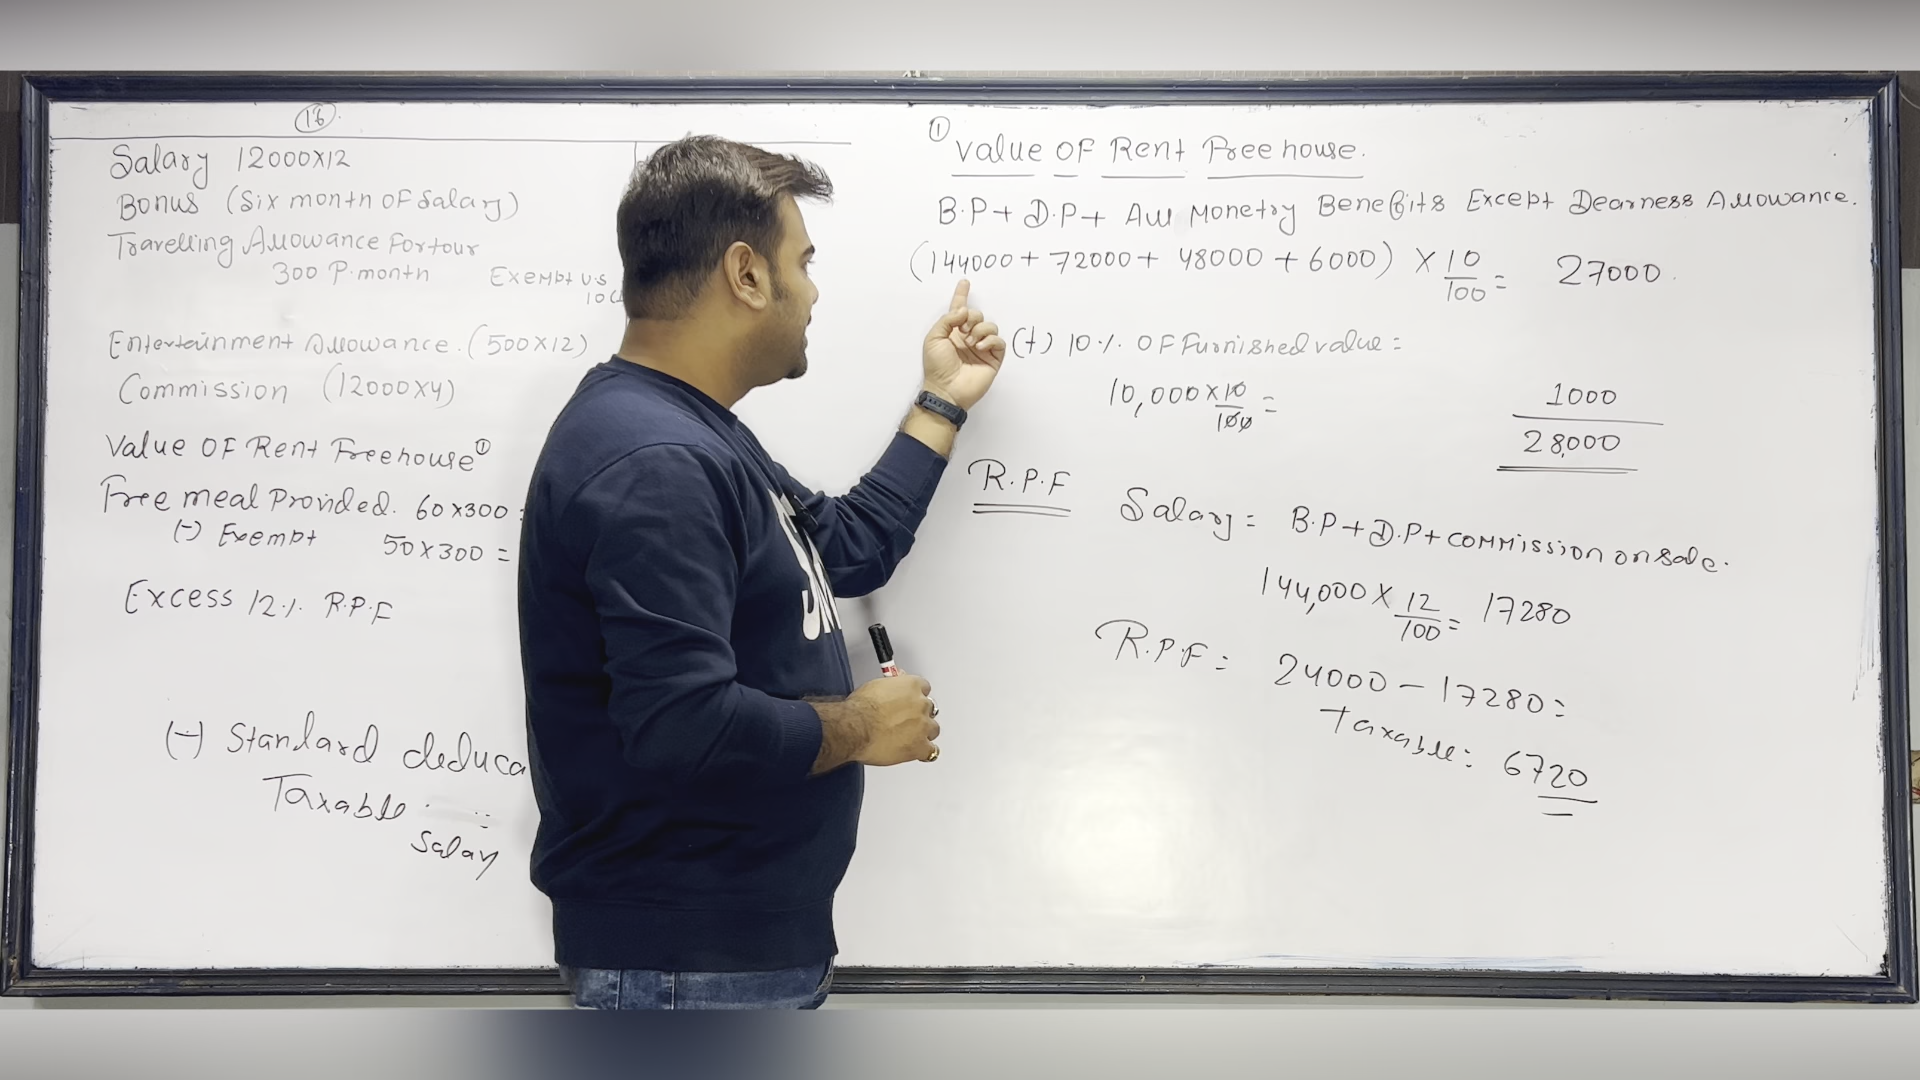 16
Salary 12000x12
Bonus (Six month of Salary)
Travelling Allowance For tour
300 P.month Exempt U.S
10(
Entertainment Allowance. (500x12)
Commission (12000x4)
Value OF Rent Freehouse ①
Free meal Provided. 60x300 =
(-) Exempt 50x300 =
Excess 12%. R.P.F
(-) Standard deduc
Taxable =
Salary
① Value OF Rent Free house.
B.P+ D.P+ All Monetry Benefits Except Dearness Allowance.
(144000 + 72000 + 48000 + 6000) x 10/100 = 27000
(+) 10%. OF Furnished value =
10,000 x 10/100 = 1000
28,000
R.P.F Salary = B.P+D.P+ commission on sale.
144,000 x 12/100 = 17280
R.P.F = 24000 - 17280 =
Taxable = 6720